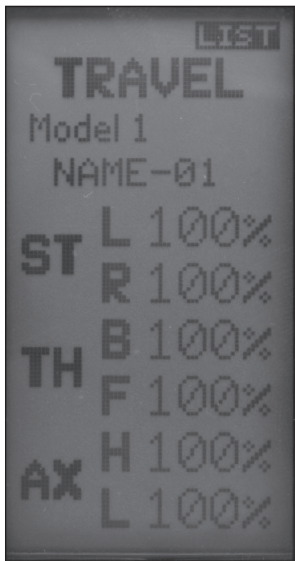 LIST
TRAVEL
Model 1
NAME-01
ST L 100%
R 100%
TH B 100%
F 100%
AX H 100%
L 100%